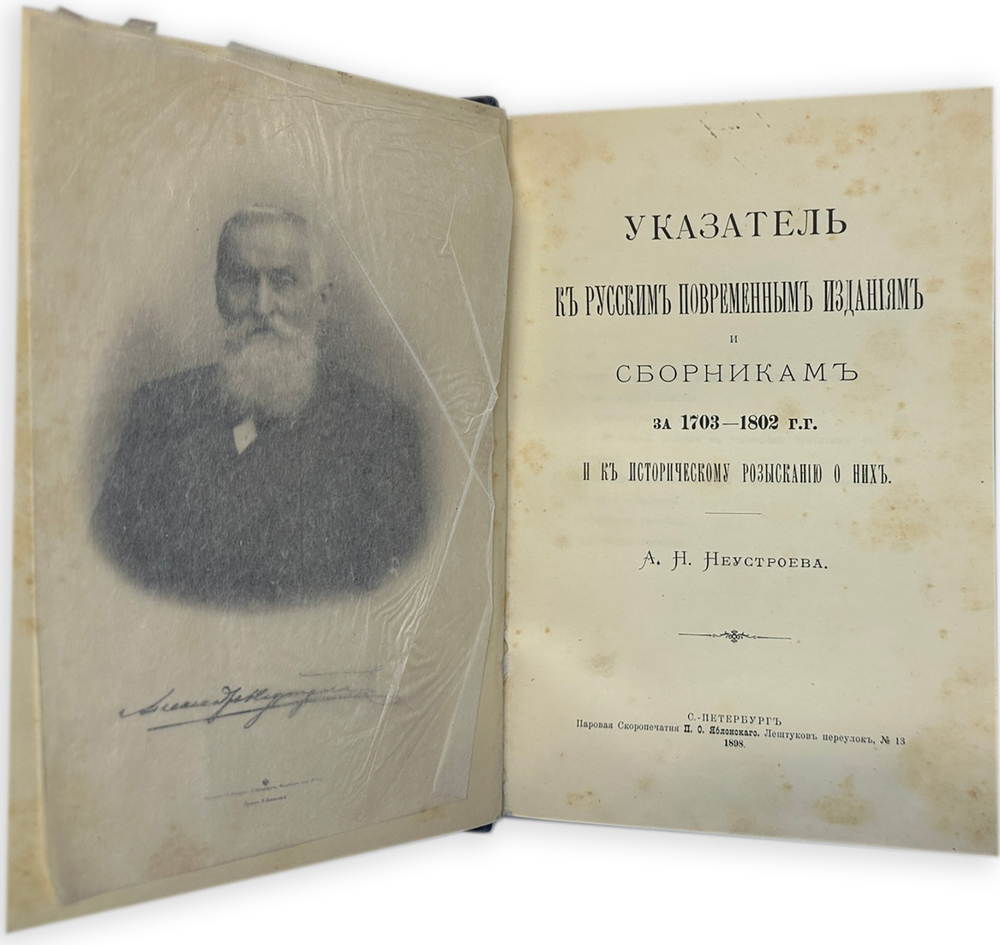 УКАЗАТЕЛЬ
КЪ РУССКИМЪ ПОВРЕМЕННЫМЪ ИЗДАНІЯМЪ
И
СБОРНИКАМЪ
ЗА 1703—1802 Г.Г.
И КЪ ИСТОРИЧЕСКОМУ РОЗЫСКАНІЮ О НИХЪ.
А. Н. НЕУСТРОЕВА.
С.-ПЕТЕРБУРГЪ
Паровая Скоропечатня П. О. Яблонскаго. Лештуковъ переулокъ, № 13
1898.